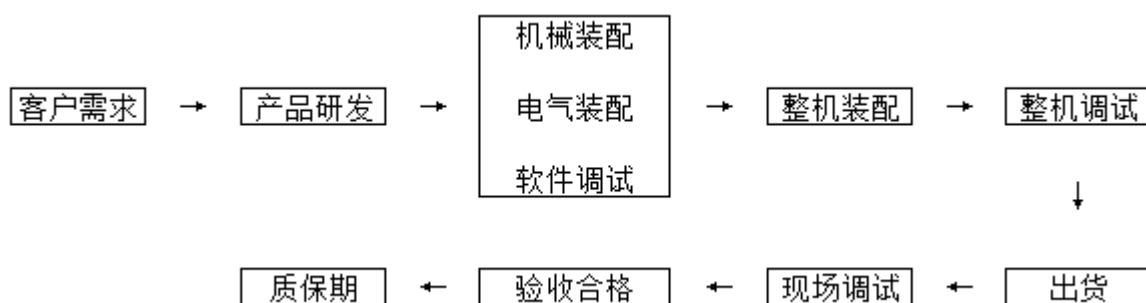 客户需求
产品研发
机械装配
电气装配
软件调试
整机装配
整机调试
出货
现场调试
验收合格
质保期